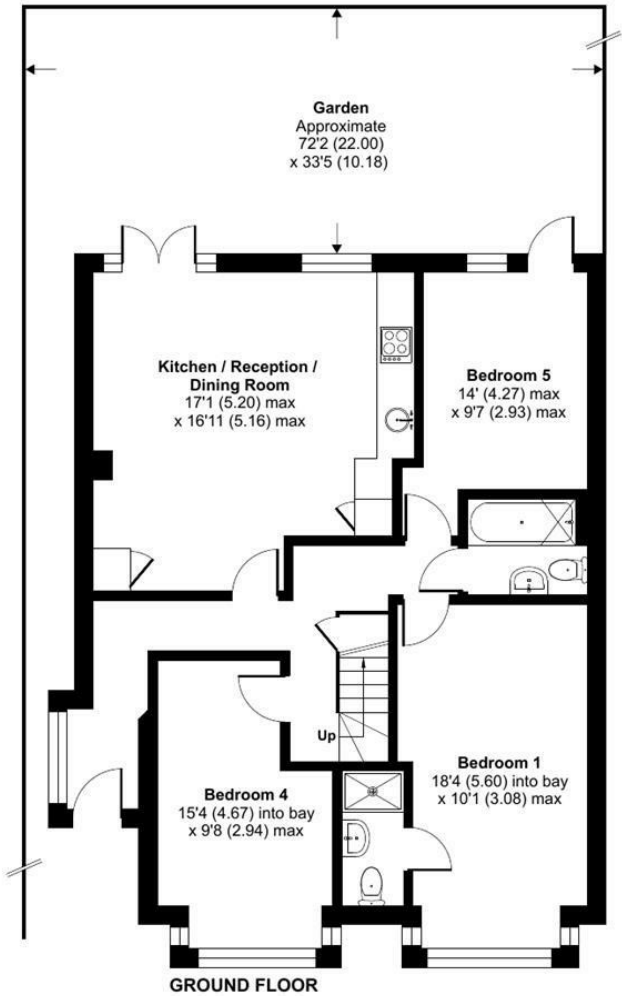 Garden
Approximate
72'2 (22.00)
x 33'5 (10.18)
Kitchen / Reception /
Dining Room
17'1 (5.20) max
x 16'11 (5.16) max
Bedroom 5
14' (4.27) max
x 9'7 (2.93) max
Up
Bedroom 4
15'4 (4.67) into bay
x 9'8 (2.94) max
Bedroom 1
18'4 (5.60) into bay
x 10'1 (3.08) max
GROUND FLOOR